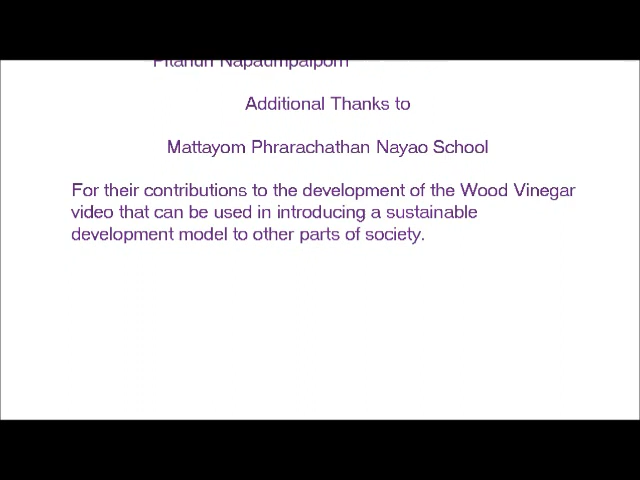 Additional Thanks to
Mattayom Phrarachathan Nayao School
For their contributions to the development of the Wood Vinegar
video that can be used in introducing a sustainable
development model to other parts of society.